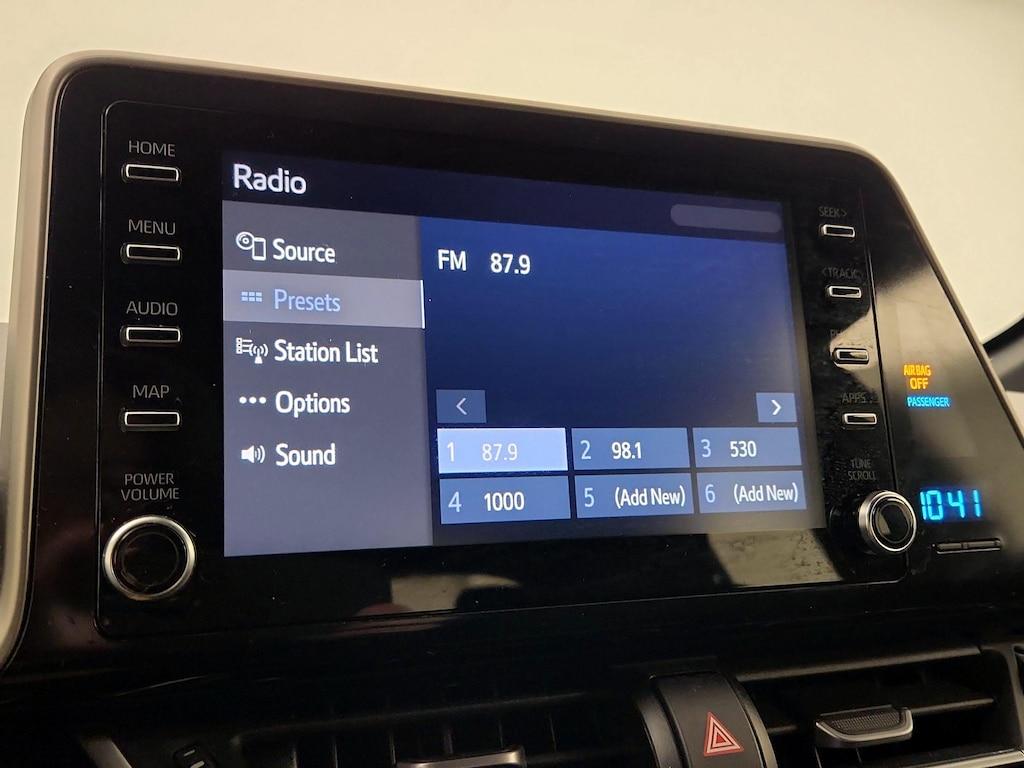 HOME
MENU
AUDIO
MAP
POWER
VOLUME
Radio
Source
Presets
Station List
••• Options
Sound
FM 87.9
<
>
1 87.9
2 98.1
3 530
4 1000
5 (Add New)
6 (Add New)
SEEK>
<TRACK
APPS
TUNE
SCROLL
AIRBAG
OFF
PASSENGER
10:41